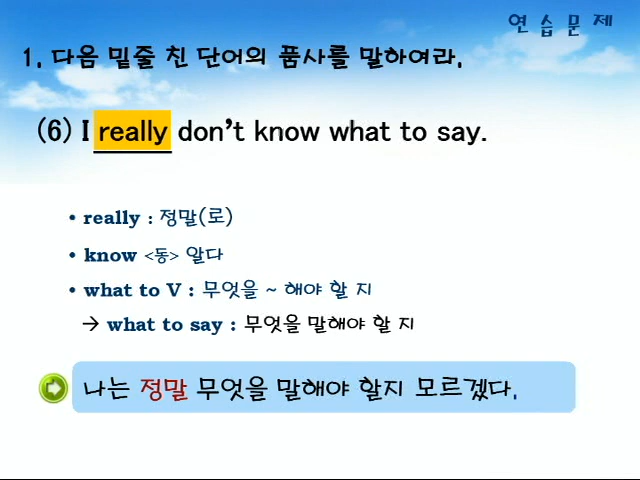 연습문제
1. 다음 밑줄 친 단어의 품사를 말하여라.
(6) I really don't know what to say.
• really : 정말(로)
• know <동> 알다
• what to V : 무엇을 ~ 해야 할 지
→ what to say : 무엇을 말해야 할 지
나는 정말 무엇을 말해야 할지 모르겠다.